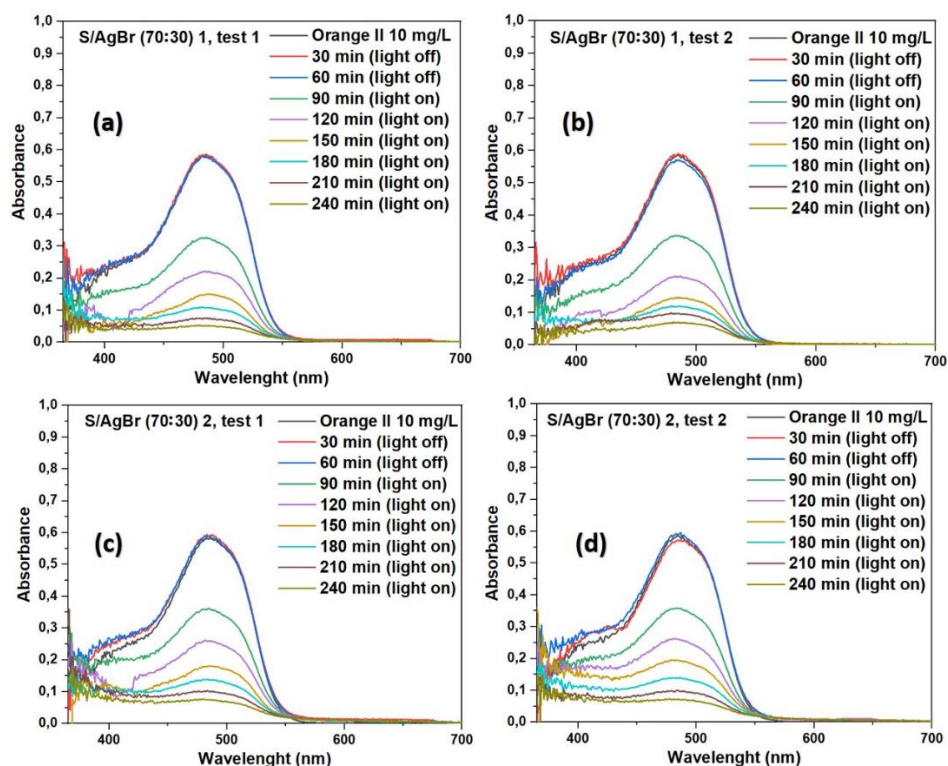 S/AgBr (70:30) 1, test 1
(a)
Orange II 10 mg/L
30 min (light off)
60 min (light off)
90 min (light on)
120 min (light on)
150 min (light on)
180 min (light on)
210 min (light on)
240 min (light on)
Absorbance
1,0
0,9
0,8
0,7
0,6
0,5
0,4
0,3
0,2
0,1
0,0
400
500
600
700
Wavelenght (nm)
S/AgBr (70:30) 1, test 2
(b)
Orange II 10 mg/L
30 min (light off)
60 min (light off)
90 min (light on)
120 min (light on)
150 min (light on)
180 min (light on)
210 min (light on)
240 min (light on)
Absorbance
1,0
0,9
0,8
0,7
0,6
0,5
0,4
0,3
0,2
0,1
0,0
400
500
600
700
Wavelenght (nm)
S/AgBr (70:30) 2, test 1
(c)
Orange II 10 mg/L
30 min (light off)
60 min (light off)
90 min (light on)
120 min (light on)
150 min (light on)
180 min (light on)
210 min (light on)
240 min (light on)
Absorbance
1,0
0,9
0,8
0,7
0,6
0,5
0,4
0,3
0,2
0,1
0,0
400
500
600
700
Wavelenght (nm)
S/AgBr (70:30) 2, test 2
(d)
Orange II 10 mg/L
30 min (light off)
60 min (light off)
90 min (light on)
120 min (light on)
150 min (light on)
180 min (light on)
210 min (light on)
240 min (light on)
Absorbance
1,0
0,9
0,8
0,7
0,6
0,5
0,4
0,3
0,2
0,1
0,0
400
500
600
700
Wavelenght (nm)